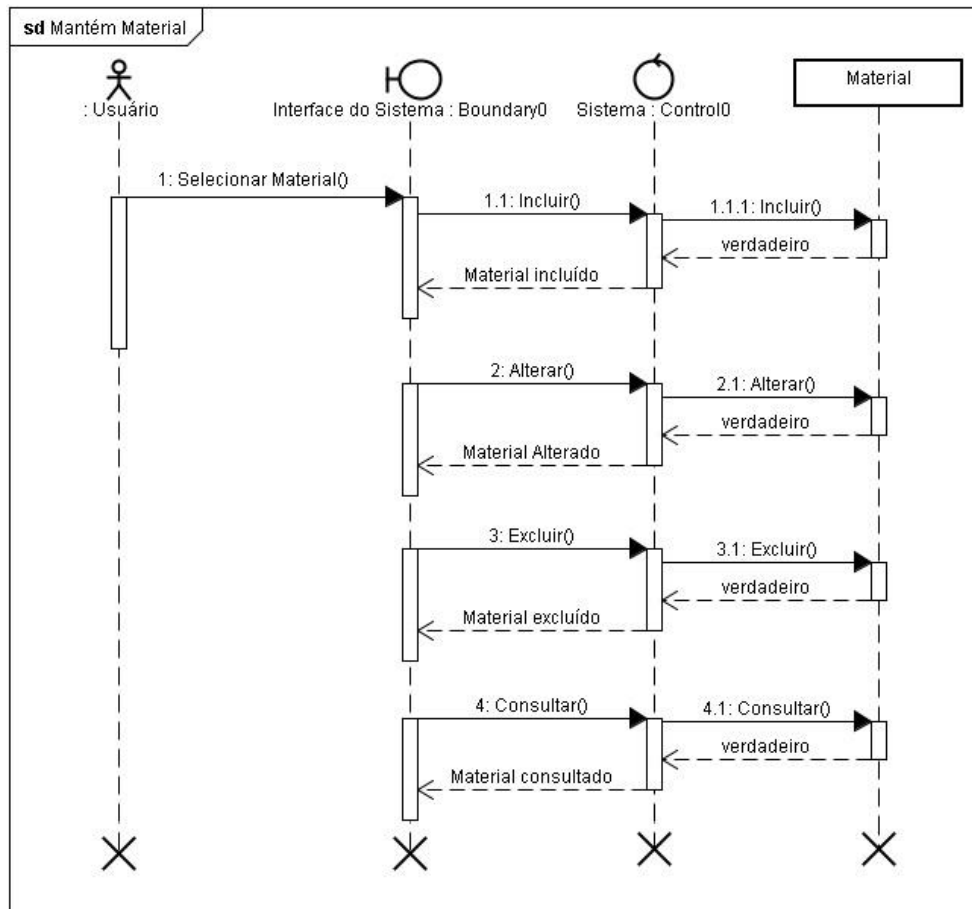 sd Mantém Material
: Usuário
Interface do Sistema : Boundary0
Sistema : Control0
Material
1: Selecionar Material()
1.1: Incluir()
1.1.1: Incluir()
verdadeiro
Material incluído
2: Alterar()
2.1: Alterar()
verdadeiro
Material Alterado
3: Excluir()
3.1: Excluir()
verdadeiro
Material excluído
4: Consultar()
4.1: Consultar()
verdadeiro
Material consultado